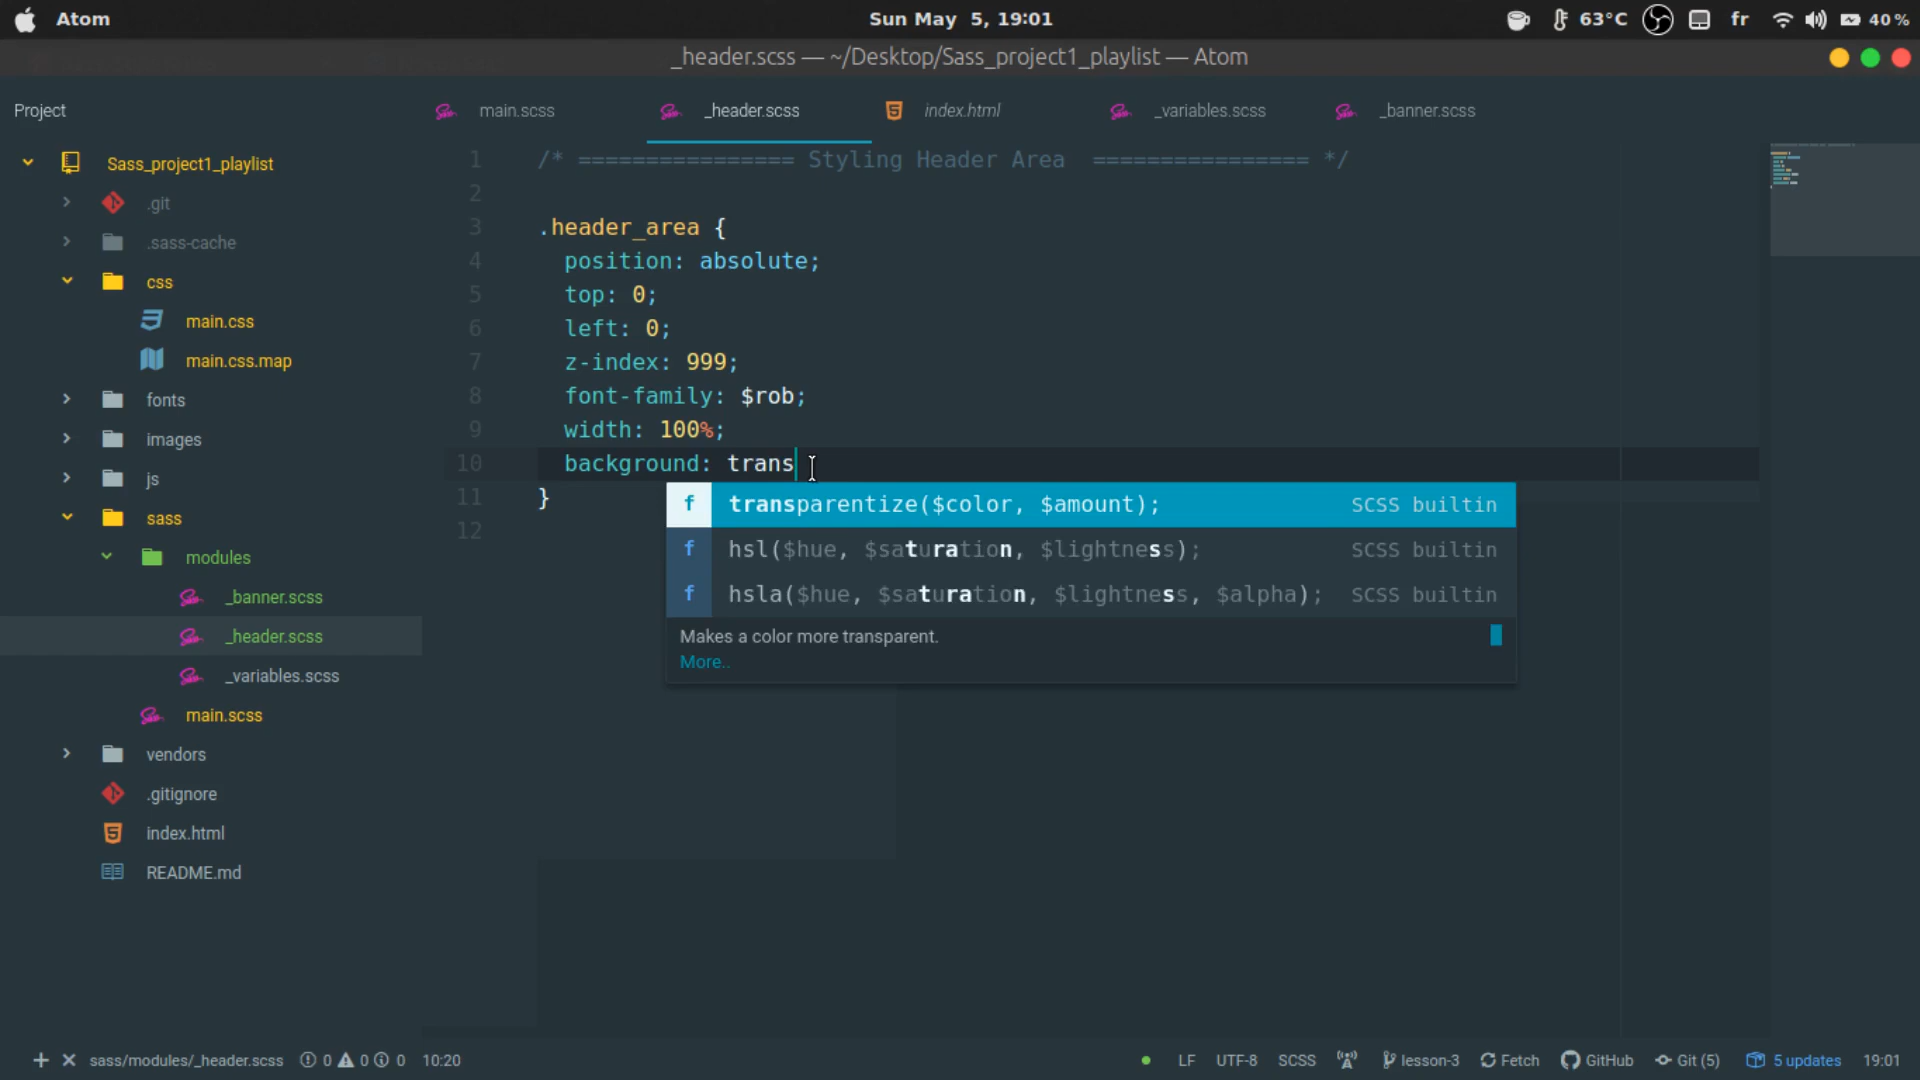 Atom
Sun May 5, 19:01
63°C
fr
40%
_header.scss — ~/Desktop/Sass_project1_playlist — Atom
Project
main.scss
_header.scss
index.html
_variables.scss
_banner.scss
Sass_project1_playlist
.git
.sass-cache
css
main.css
main.css.map
fonts
images
js
sass
modules
_banner.scss
_header.scss
_variables.scss
main.scss
vendors
.gitignore
index.html
README.md
1 /* ================ Styling Header Area ================ */
2
3 .header_area {
4 position: absolute;
5 top: 0;
6 left: 0;
7 z-index: 999;
8 font-family: $rob;
9 width: 100%;
10 background: trans
11 }
12
f transparentize($color, $amount); SCSS builtin
f hsl($hue, $saturation, $lightness); SCSS builtin
f hsla($hue, $saturation, $lightness, $alpha); SCSS builtin
Makes a color more transparent.
More..
sass/modules/_header.scss 0 0 0 10:20
LF UTF-8 SCSS lesson-3 Fetch GitHub Git (5) 5 updates 19:01